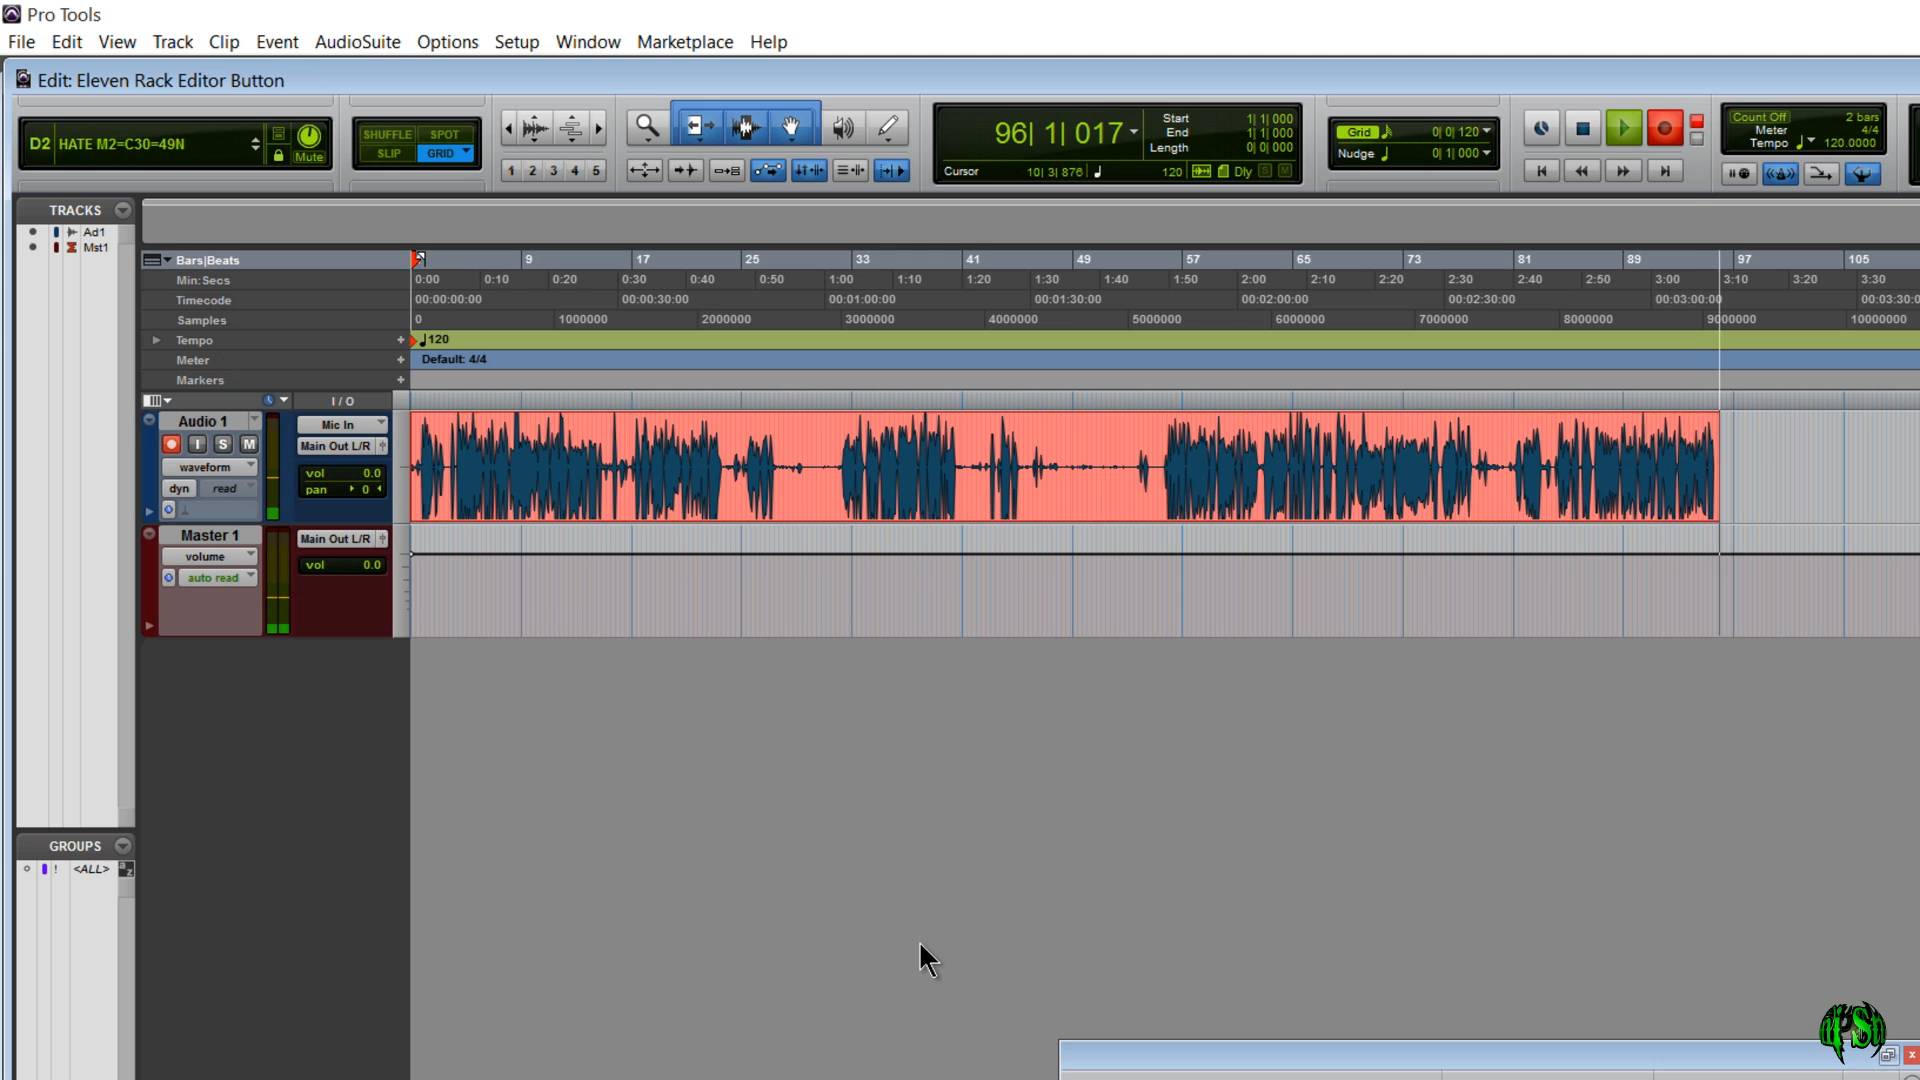 Pro Tools
File Edit View Track Clip Event AudioSuite Options Setup Window Marketplace Help
Edit: Eleven Rack Editor Button
D2 HATE M2=C30=49N Mute
SHUFFLE SPOT
SLIP GRID
1 2 3 4 5
96| 1| 017
Start 1| 1| 000
End 1| 1| 000
Length 0| 0| 000
Cursor 10| 3| 876 120 Dly S M
Grid 0| 0| 120
Nudge 0| 1| 000
Count Off 2 bars
Meter 4/4
Tempo 120.0000
TRACKS
Ad1
Mst1
Bars|Beats 9 17 25 33 41 49 57 65 73 81 89 97 105
Min:Secs 0:00 0:10 0:20 0:30 0:40 0:50 1:00 1:10 1:20 1:30 1:40 1:50 2:00 2:10 2:20 2:30 2:40 2:50 3:00 3:10 3:20 3:30
Timecode 00:00:00:00 00:00:30:00 00:01:00:00 00:01:30:00 00:02:00:00 00:02:30:00 00:03:00:00 00:03:30:0
Samples 0 1000000 2000000 3000000 4000000 5000000 6000000 7000000 8000000 9000000 10000000
Tempo + 120
Meter + Default: 4/4
Markers +
I / O
Audio 1 Mic In
I S M Main Out L/R
waveform vol 0.0
dyn read pan 0
Master 1 Main Out L/R
volume vol 0.0
auto read
GROUPS
! <ALL> a z